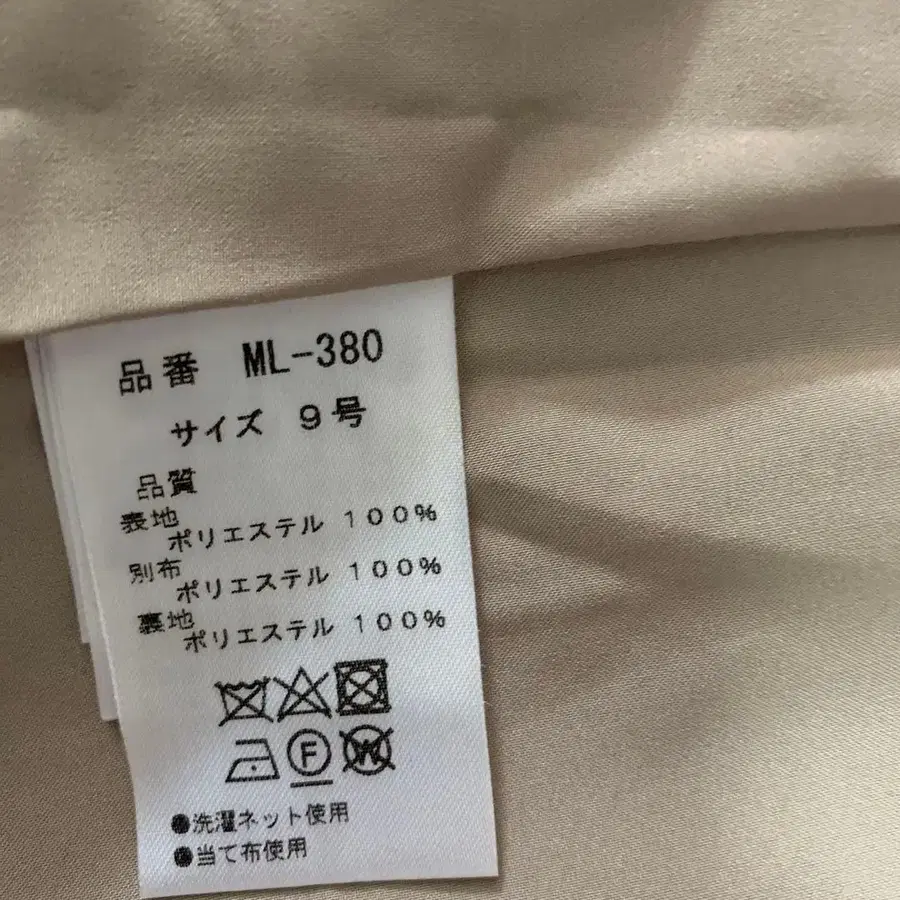 品番 ML-380
サイズ 9号
品質
表地
ポリエステル 100%
別布
ポリエステル 100%
裏地
ポリエステル 100%
F
W
●洗濯ネット使用
●当て布使用